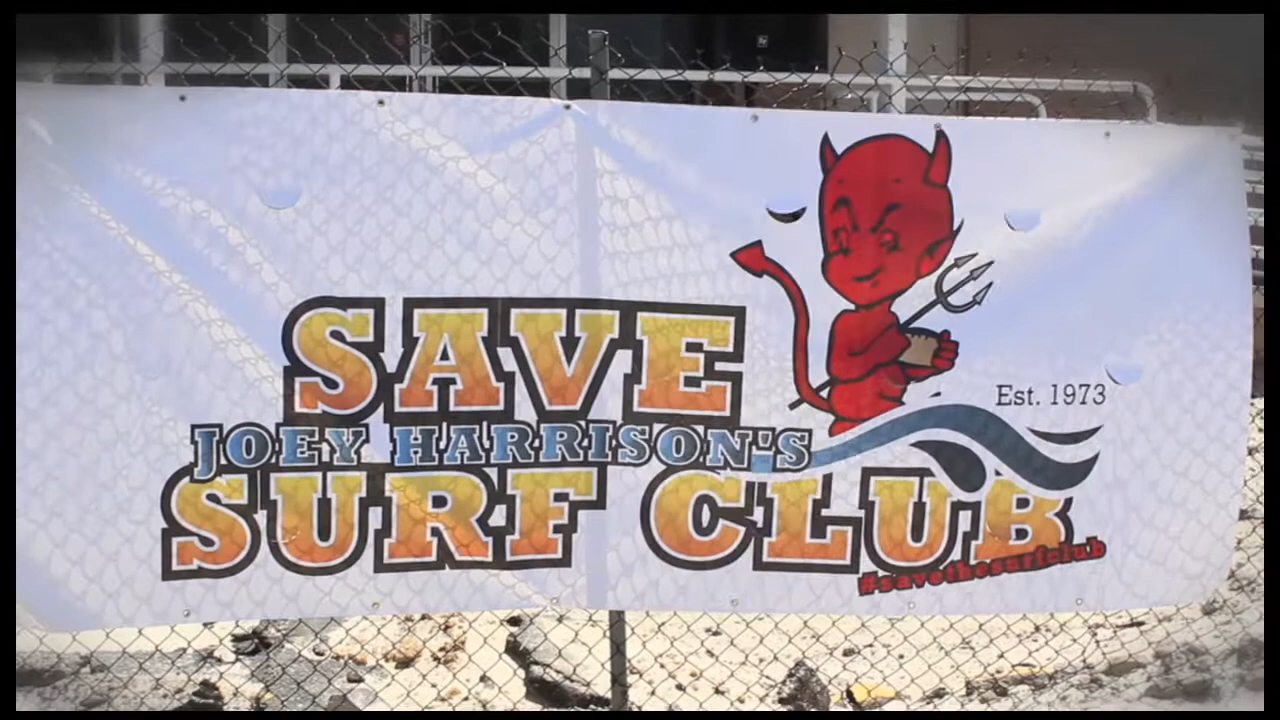 SAVE
JOEY HARRISON'S
SURF CLUB
Est. 1973
#savethesurfclub